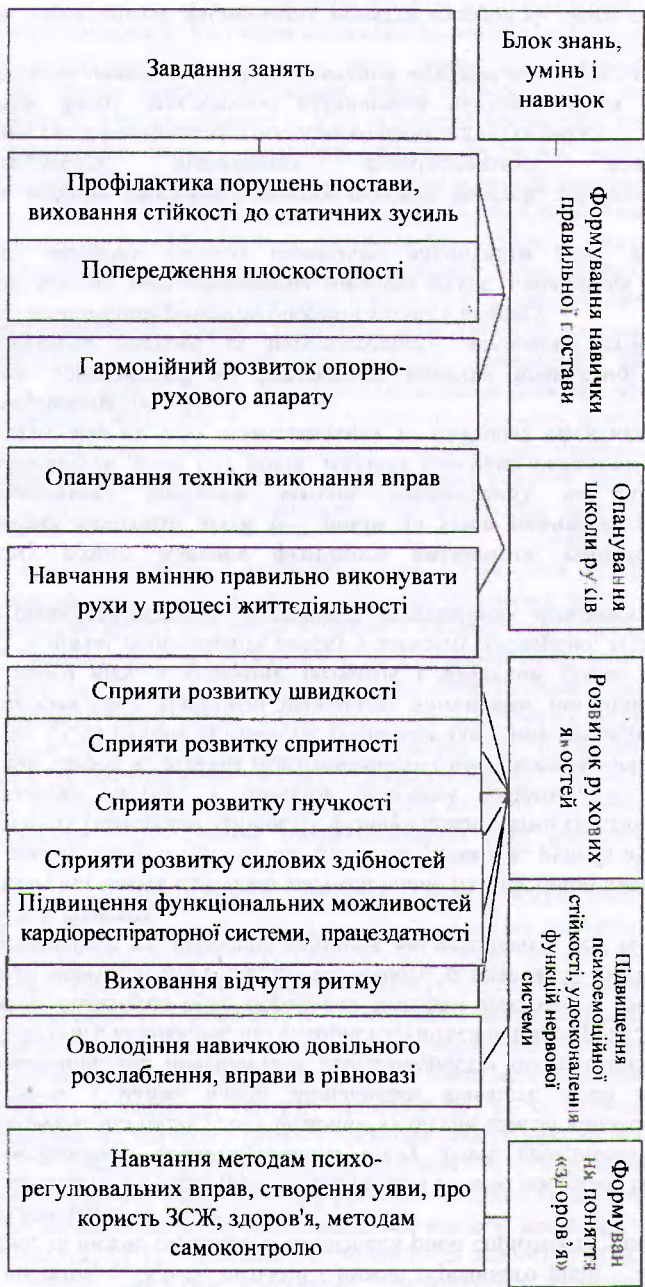 Завдання занять
Блок знань,
умінь і
навичок
Профілактика порушень постави,
виховання стійкості до статичних зусиль
Попередження плоскостопості
Гармонійний розвиток опорно-
рухового апарату
Формування навички
правильної постави
Опанування техніки виконання вправ
Навчання вмінню правильно виконувати
рухи у процесі життєдіяльності
Опанування
школи рухів
Сприяти розвитку швидкості
Сприяти розвитку спритності
Сприяти розвитку гнучкості
Сприяти розвитку силових здібностей
Підвищення функціональних можливостей
кардіореспіраторної системи, працездатності
Розвиток рухових
якостей
Виховання відчуття ритму
Оволодіння навичкою довільного
розслаблення, вправи в рівновазі
Підвищення
психоемоційної
стійкості, удосконалення
функцій нервової
системи
Навчання методам психо-
регулювальних вправ, створення уяви, про
користь ЗСЖ, здоров'я, методам
самоконтролю
Формуван
ня поняття
«здоров'я»